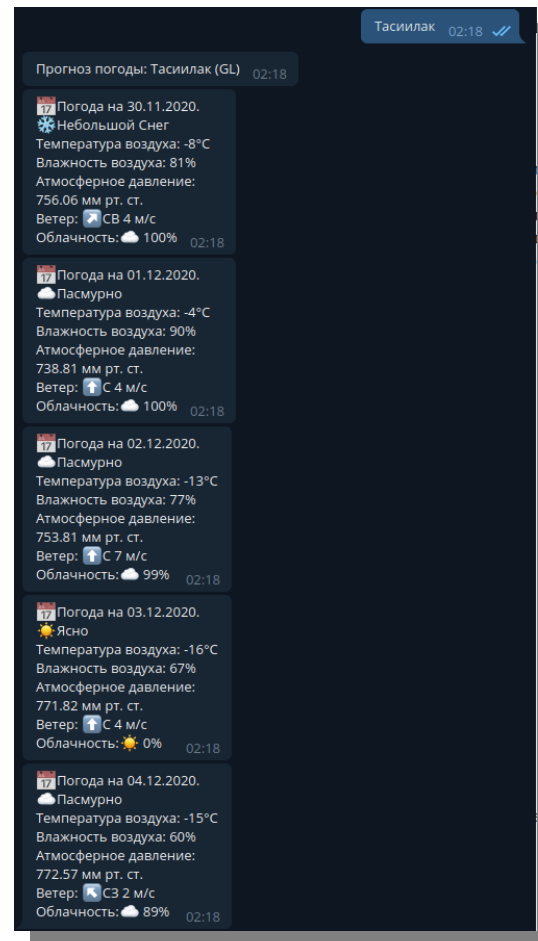 Тасиилак 02:18
Прогноз погоды: Тасиилак (GL) 02:18
17 Погода на 30.11.2020.
Небольшой Снег
Температура воздуха: -8°C
Влажность воздуха: 81%
Атмосферное давление:
756.06 мм рт. ст.
Ветер: СВ 4 м/с
Облачность: 100% 02:18
17 Погода на 01.12.2020.
Пасмурно
Температура воздуха: -4°C
Влажность воздуха: 90%
Атмосферное давление:
738.81 мм рт. ст.
Ветер: С 4 м/с
Облачность: 100% 02:18
17 Погода на 02.12.2020.
Пасмурно
Температура воздуха: -13°C
Влажность воздуха: 77%
Атмосферное давление:
753.81 мм рт. ст.
Ветер: С 7 м/с
Облачность: 99% 02:18
17 Погода на 03.12.2020.
Ясно
Температура воздуха: -16°C
Влажность воздуха: 67%
Атмосферное давление:
771.82 мм рт. ст.
Ветер: С 4 м/с
Облачность: 0% 02:18
17 Погода на 04.12.2020.
Пасмурно
Температура воздуха: -15°C
Влажность воздуха: 60%
Атмосферное давление:
772.57 мм рт. ст.
Ветер: СЗ 2 м/с
Облачность: 89% 02:18